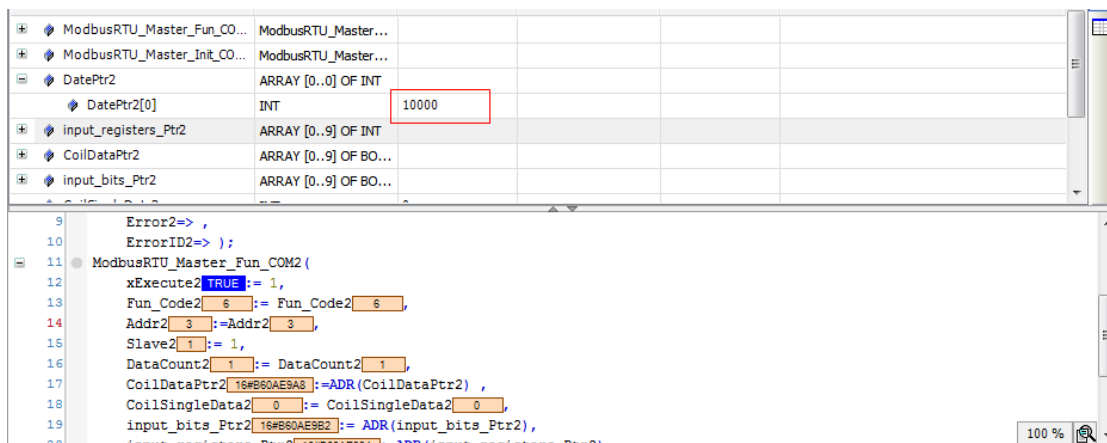 ModbusRTU_Master_Fun_CO... ModbusRTU_Master...
ModbusRTU_Master_Init_CO... ModbusRTU_Master...
DatePtr2 ARRAY [0..0] OF INT
DatePtr2[0] INT 10000
input_registers_Ptr2 ARRAY [0..9] OF INT
CoilDataPtr2 ARRAY [0..9] OF BO...
input_bits_Ptr2 ARRAY [0..9] OF BO...
9 Error2=> ,
10 ErrorID2=> );
11 ModbusRTU_Master_Fun_COM2(
12 xExecute2 TRUE := 1,
13 Fun_Code2 6 := Fun_Code2 6 ,
14 Addr2 3 :=Addr2 3 ,
15 Slave2 1 := 1,
16 DataCount2 1 := DataCount2 1 ,
17 CoilDataPtr2 16#B60AE9A8 :=ADR(CoilDataPtr2) ,
18 CoilSingleData2 0 := CoilSingleData2 0 ,
19 input_bits_Ptr2 16#B60AE9B2 := ADR(input_bits_Ptr2),
100 %